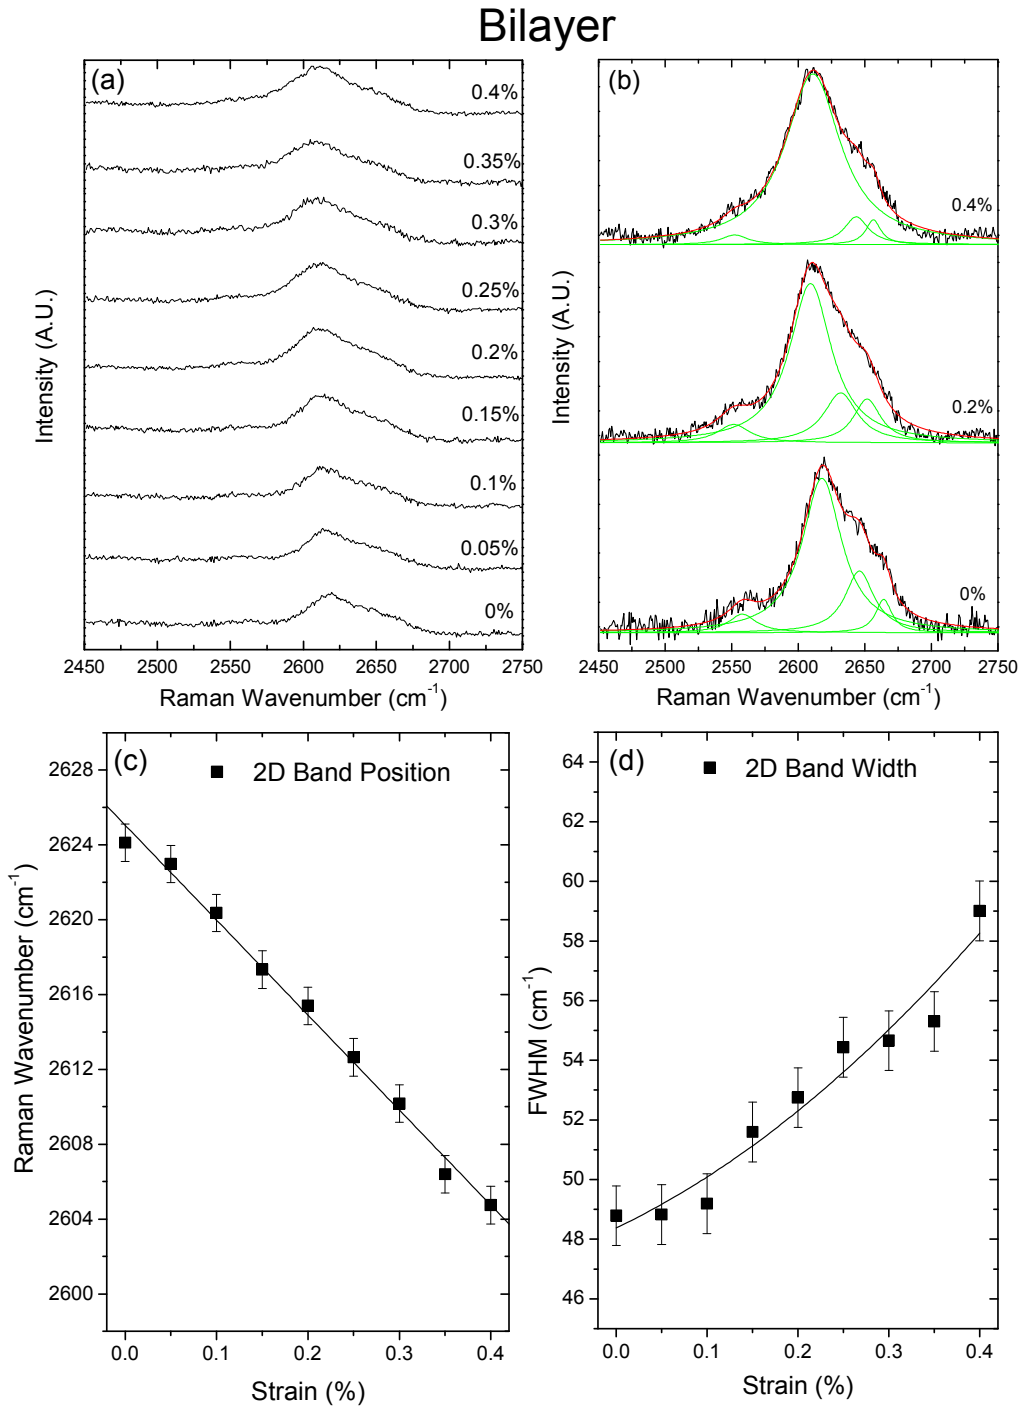 Bilayer
(a)
0.4%
0.35%
0.3%
0.25%
0.2%
0.15%
0.1%
0.05%
0%
Intensity (A.U.)
2450 2500 2550 2600 2650 2700 2750
Raman Wavenumber (cm⁻¹)
(b)
0.4%
0.2%
0%
Intensity (A.U.)
2450 2500 2550 2600 2650 2700 2750
Raman Wavenumber (cm⁻¹)
(c)
2D Band Position
2628
2624
2620
2616
2612
2608
2604
2600
Raman Wavenumber (cm⁻¹)
0.0 0.1 0.2 0.3 0.4
Strain (%)
(d)
2D Band Width
64
62
60
58
56
54
52
50
48
46
FWHM (cm⁻¹)
0.0 0.1 0.2 0.3 0.4
Strain (%)